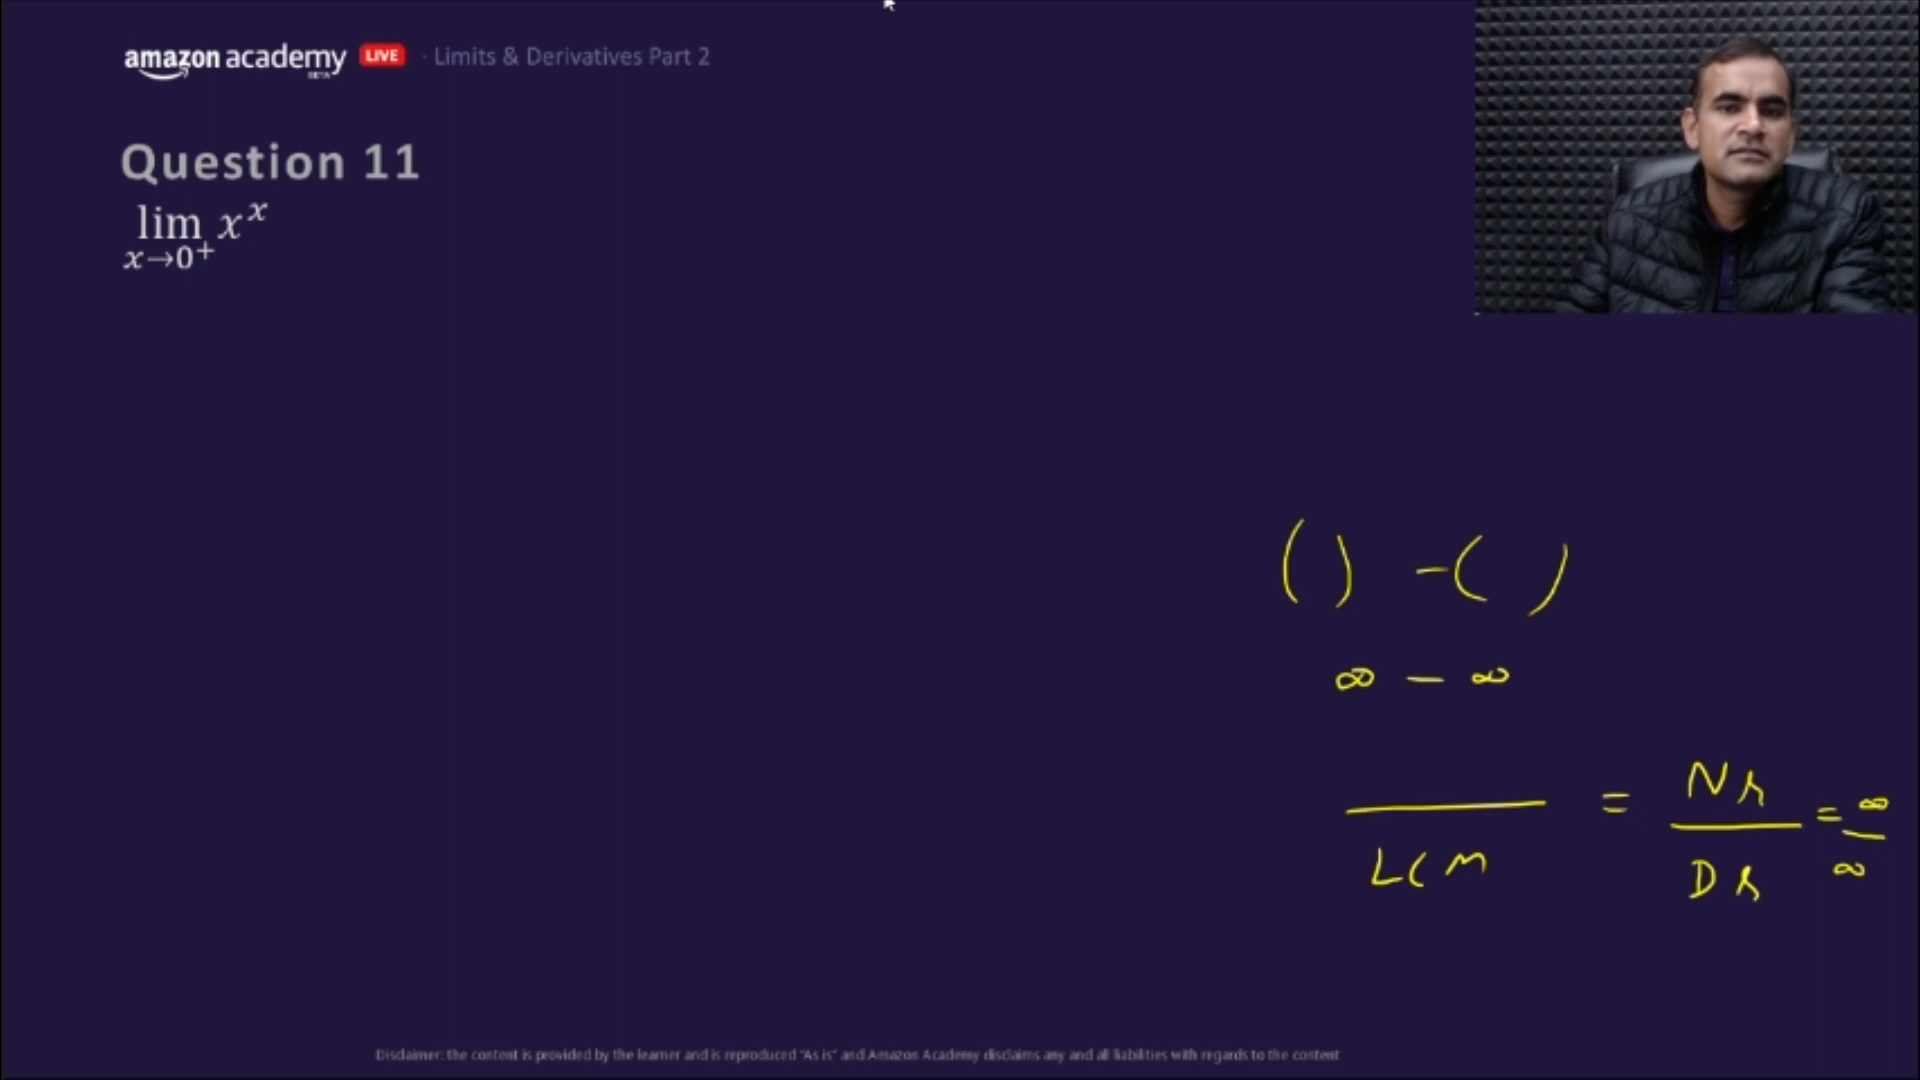 amazon academy LIVE · Limits & Derivatives Part 2
BETA
Question 11
lim x^x
x→0⁺
( ) -( )
∞ - ∞
――― = Nr/Dr = ∞/∞
LCM
Disclaimer: the content is provided by the learner and is reproduced "As is" and Amazon Academy disclaims any and all liabilities with regards to the content